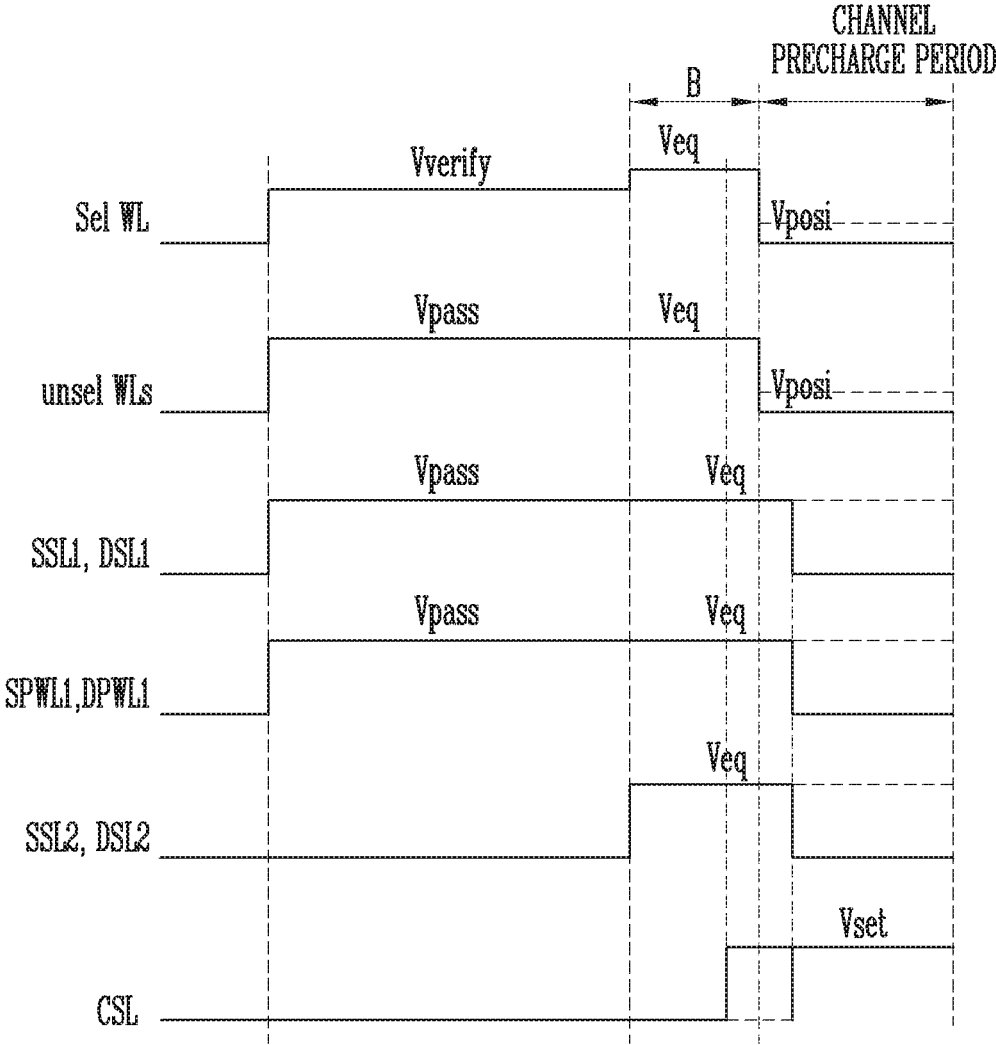 CHANNEL
PRECHARGE PERIOD
B
Sel WL
Vverify
Veq
Vposi
unsel WLs
Vpass
Veq
Vposi
SSL1, DSL1
Vpass
Veq
SPWL1,DPWL1
Vpass
Veq
SSL2, DSL2
Veq
CSL
Vset